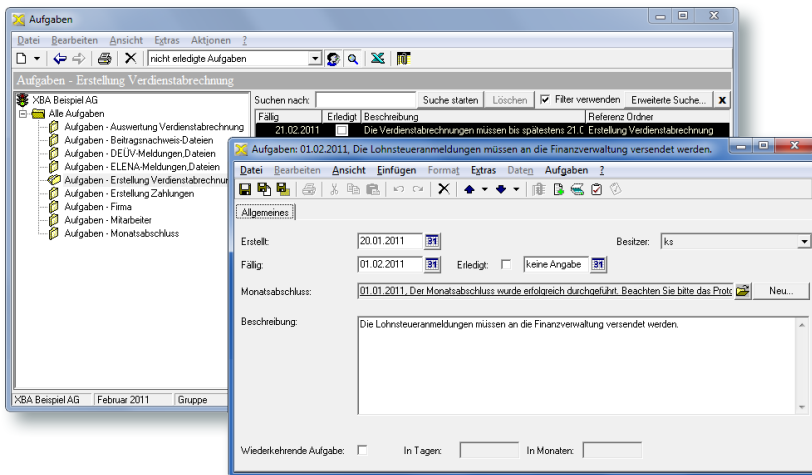 Aufgaben
Datei Bearbeiten Ansicht Extras Aktionen ?
nicht erledigte Aufgaben
Aufgaben - Erstellung Verdienstabrechnung
XBA Beispiel AG
Alle Aufgaben
Aufgaben - Auswertung Verdienstabrechnung
Aufgaben - Beitragsnachweis-Dateien
Aufgaben - DEÜV-Meldungen,Dateien
Aufgaben - ELENA-Meldungen,Dateien
Aufgaben - Erstellung Verdienstabrechnu
Aufgaben - Erstellung Zahlungen
Aufgaben - Firma
Aufgaben - Mitarbeiter
Aufgaben - Monatsabschluss
Suchen nach: Suche starten Löschen Filter verwenden Erweiterte Suche... x
Fällig Erledigt Beschreibung Referenz Ordner
21.02.2011 Die Verdienstabrechnungen müssen bis spätestens 21.0 Erstellung Verdienstabrechnung
XBA Beispiel AG Februar 2011 Gruppe
Aufgaben: 01.02.2011, Die Lohnsteueranmeldungen müssen an die Finanzverwaltung versendet werden.
Datei Bearbeiten Ansicht Einfügen Format Extras Daten Aufgaben ?
Allgemeines
Erstellt: 20.01.2011 31 Besitzer: ks
Fällig: 01.02.2011 31 Erledigt: keine Angabe 31
Monatsabschluss: 01.01.2011, Der Monatsabschluss wurde erfolgreich durchgeführt. Beachten Sie bitte das Proto Neu...
Beschreibung: Die Lohnsteueranmeldungen müssen an die Finanzverwaltung versendet werden.
Wiederkehrende Aufgabe: In Tagen: In Monaten: